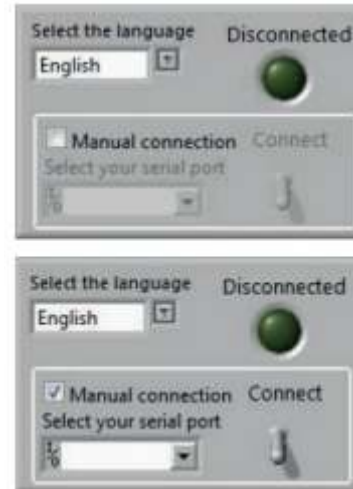 Select the language Disconnected
English
Manual connection Connect
Select your serial port
Select the language Disconnected
English
Manual connection Connect
Select your serial port